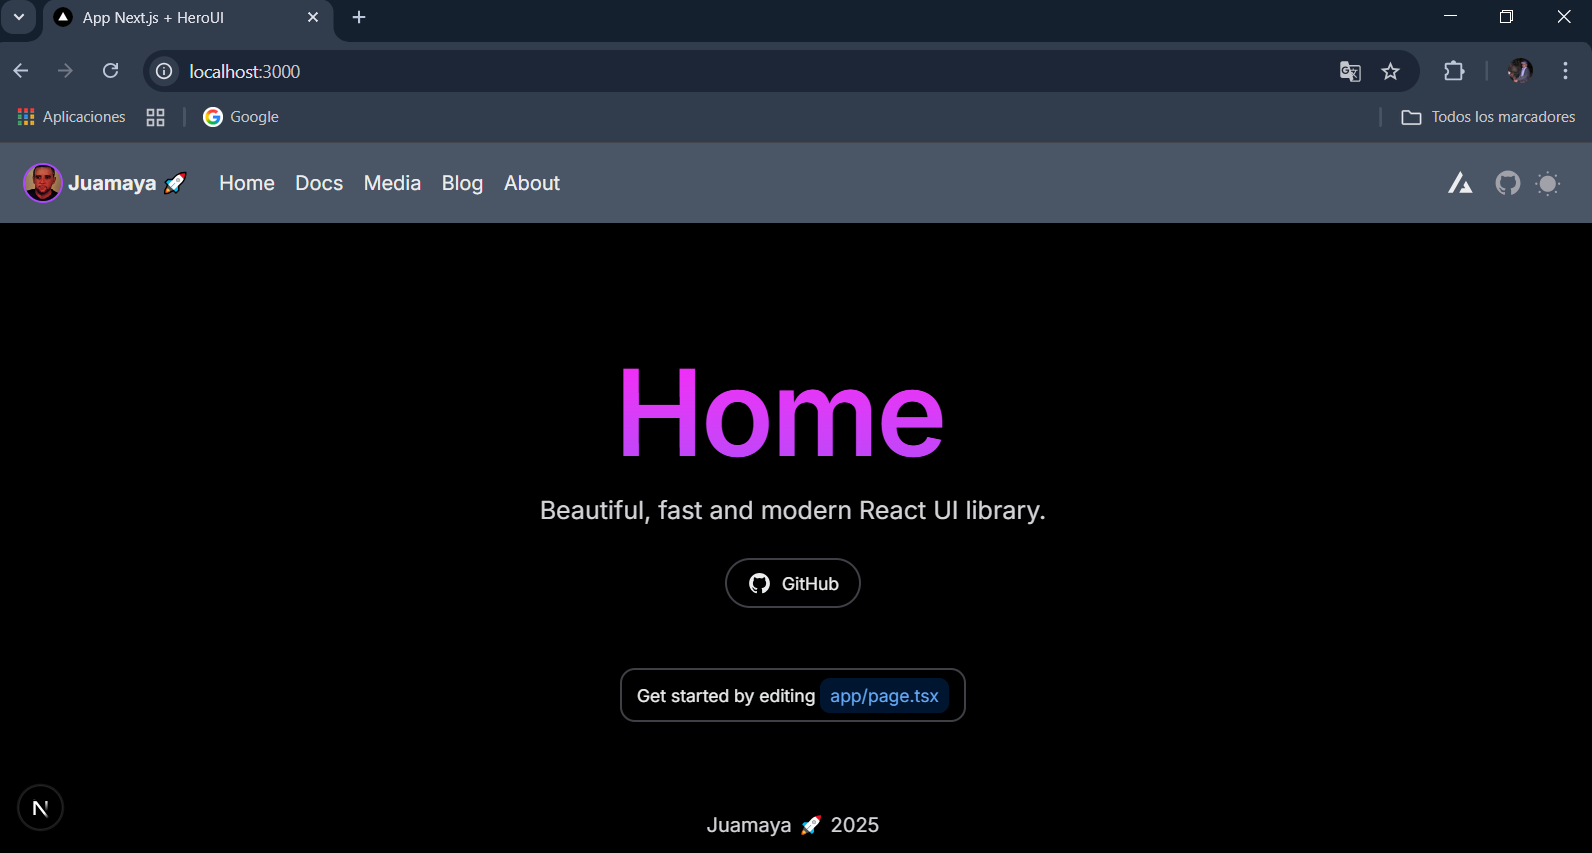 App Next.js + HeroUI
localhost:3000
Aplicaciones
Google
Todos los marcadores
Juamaya 🚀 Home Docs Media Blog About
Home
Beautiful, fast and modern React UI library.
GitHub
Get started by editing app/page.tsx
N
Juamaya 🚀 2025